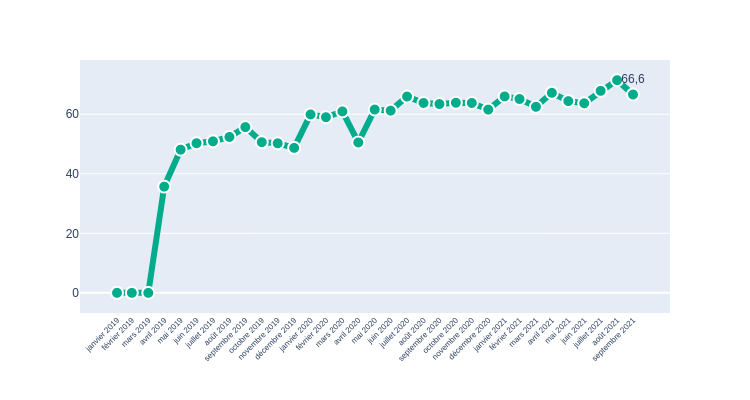 66,6
60
40
20
0
janvier 2019
février 2019
mars 2019
avril 2019
mai 2019
juin 2019
juillet 2019
août 2019
septembre 2019
octobre 2019
novembre 2019
décembre 2019
janvier 2020
février 2020
mars 2020
avril 2020
mai 2020
juin 2020
juillet 2020
août 2020
septembre 2020
octobre 2020
novembre 2020
décembre 2020
janvier 2021
février 2021
mars 2021
avril 2021
mai 2021
juin 2021
juillet 2021
août 2021
septembre 2021